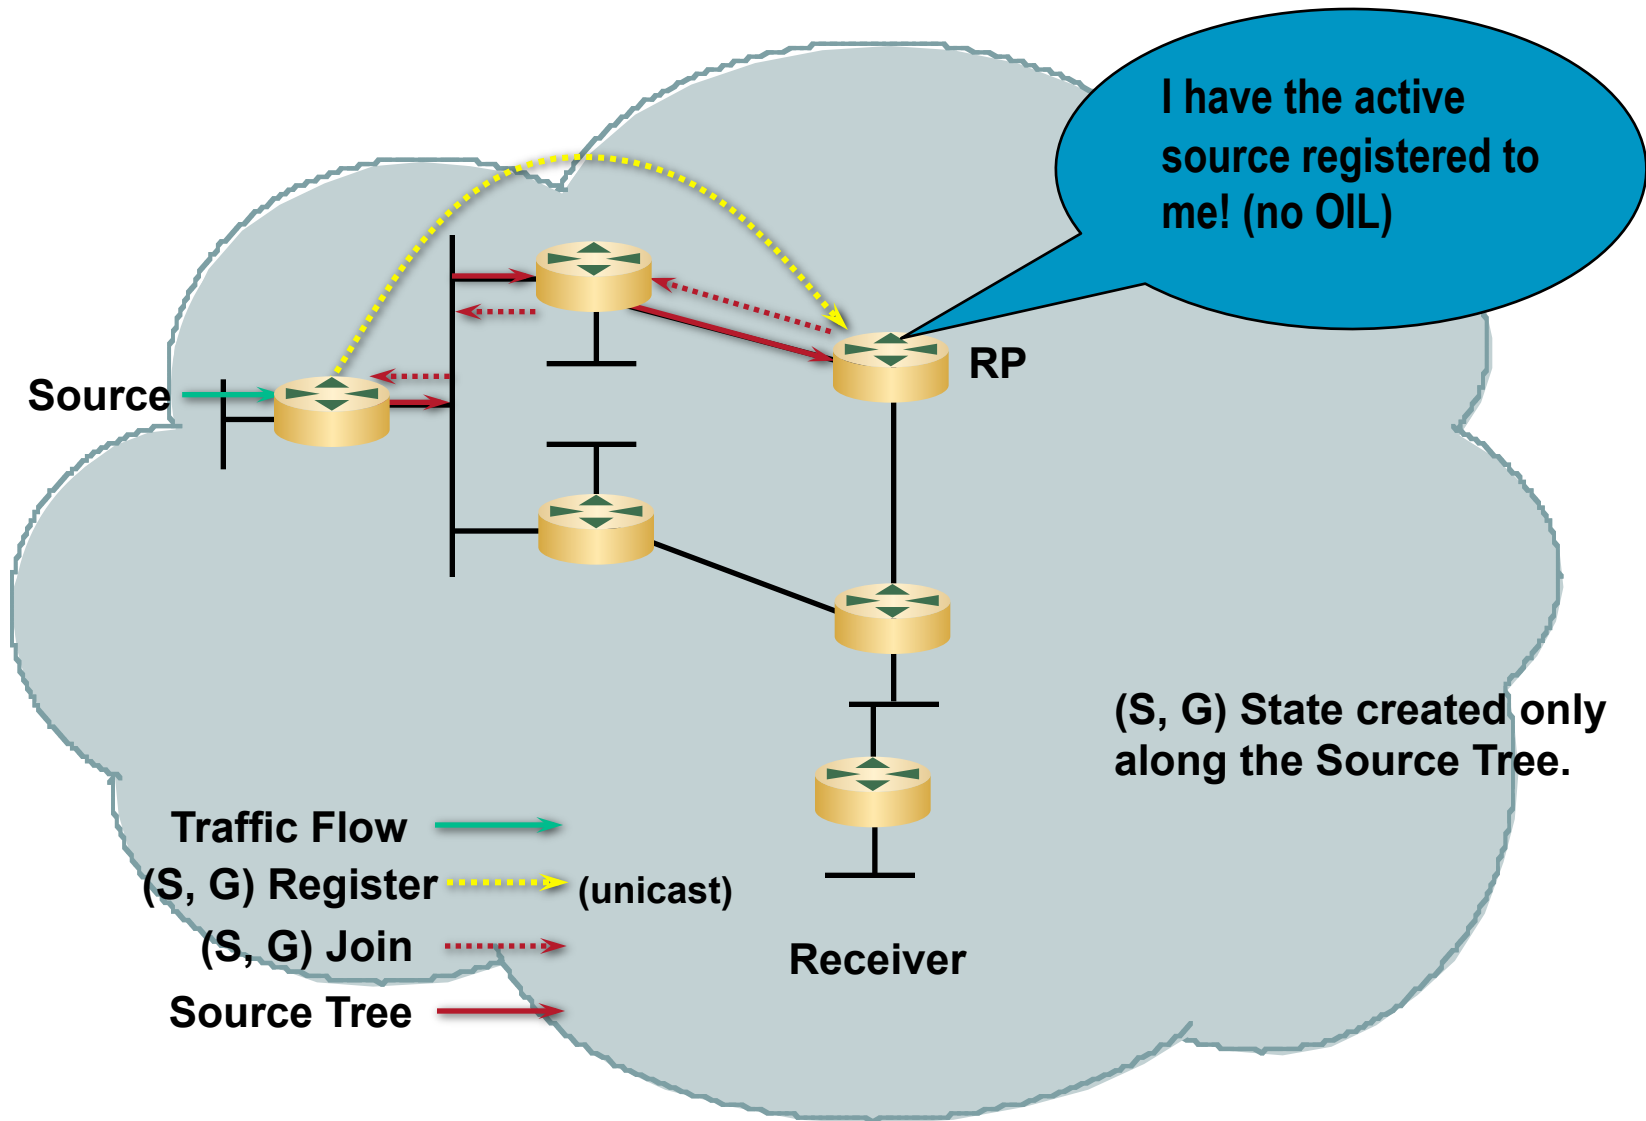 I have the active
source registered to
me! (no OIL)
RP
Source
(S, G) State created only
along the Source Tree.
Traffic Flow
(S, G) Register (unicast)
(S, G) Join
Receiver
Source Tree